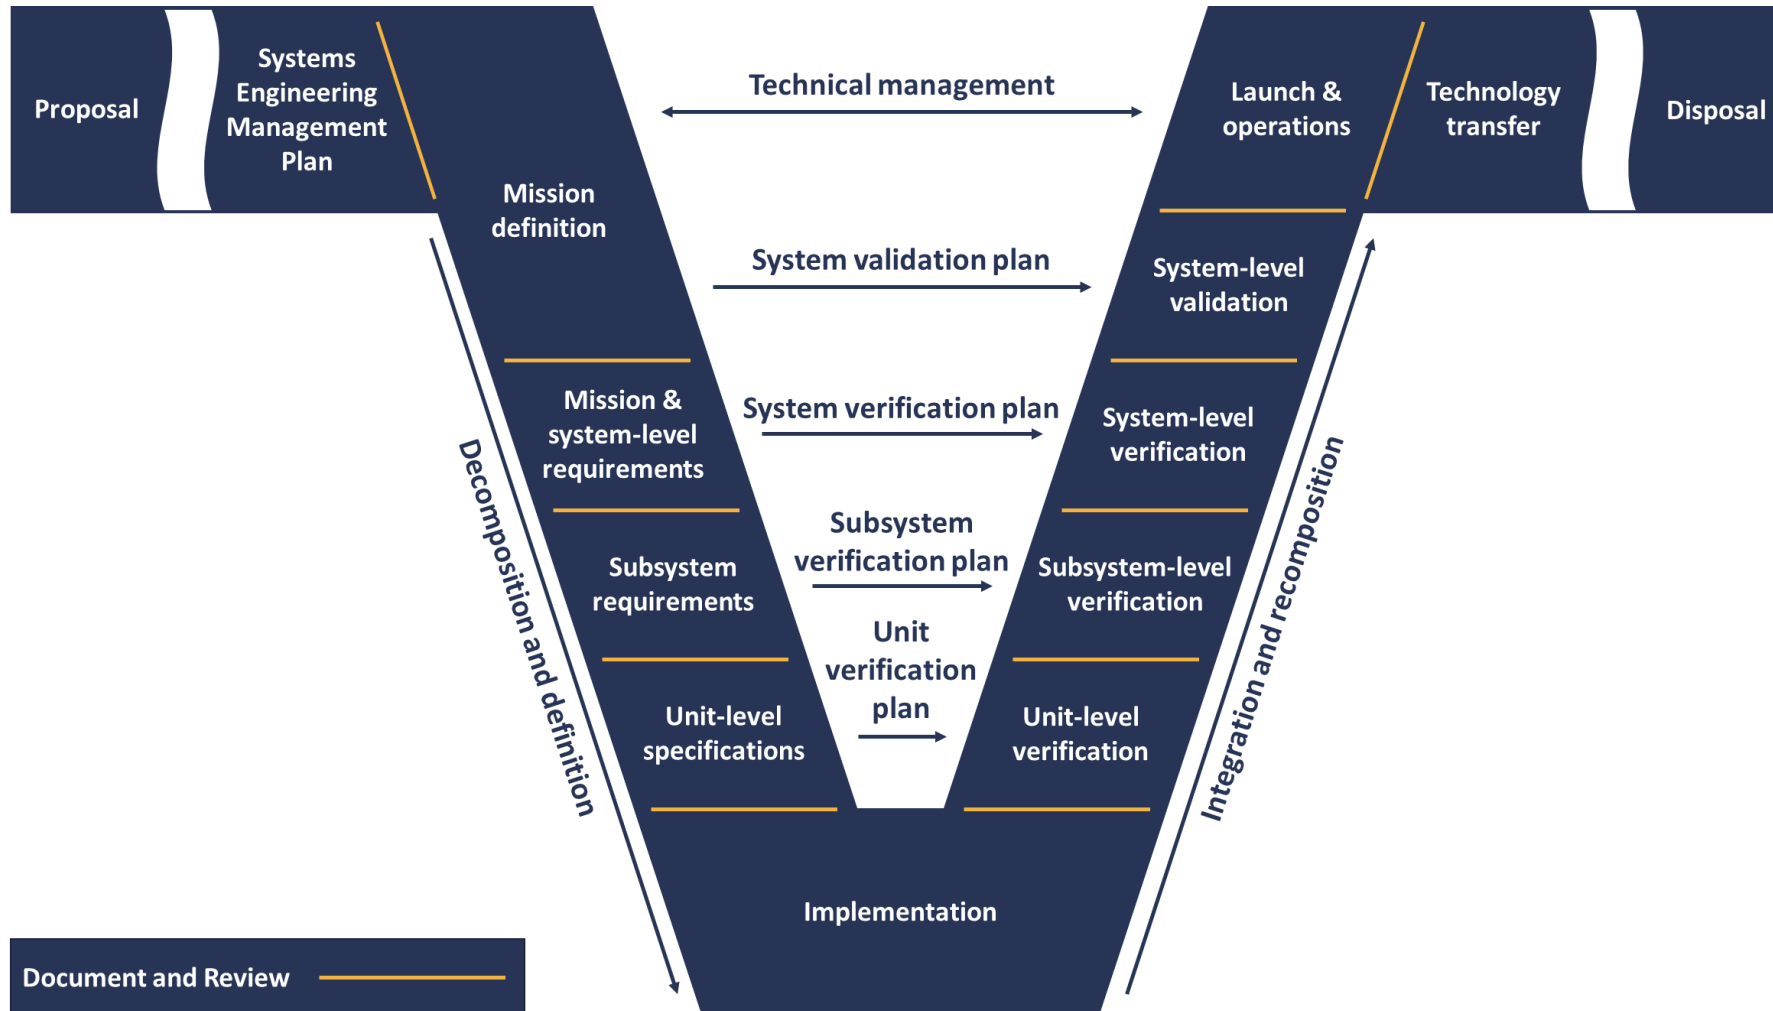 Proposal
Systems
Engineering
Management
Plan
Mission
definition
Mission &
system-level
requirements
Subsystem
requirements
Unit-level
specifications
Implementation
Technical management
System validation plan
System verification plan
Subsystem
verification plan
Unit
verification
plan
Launch &
operations
System-level
validation
System-level
verification
Subsystem-level
verification
Unit-level
verification
Technology
transfer
Disposal
Decomposition and definition
Integration and recomposition
Document and Review